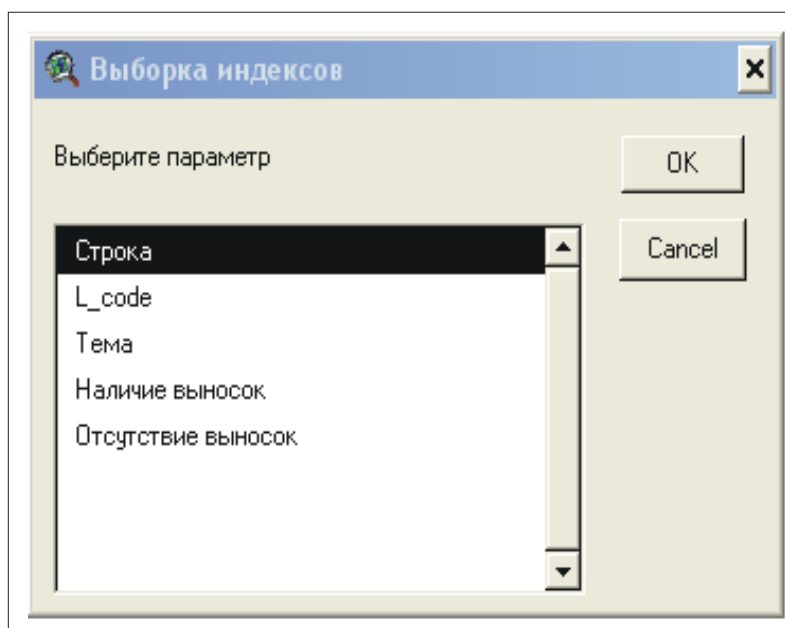 Выборка индексов
Выберите параметр
OK
Cancel
Строка
L_code
Тема
Наличие выносок
Отсутствие выносок